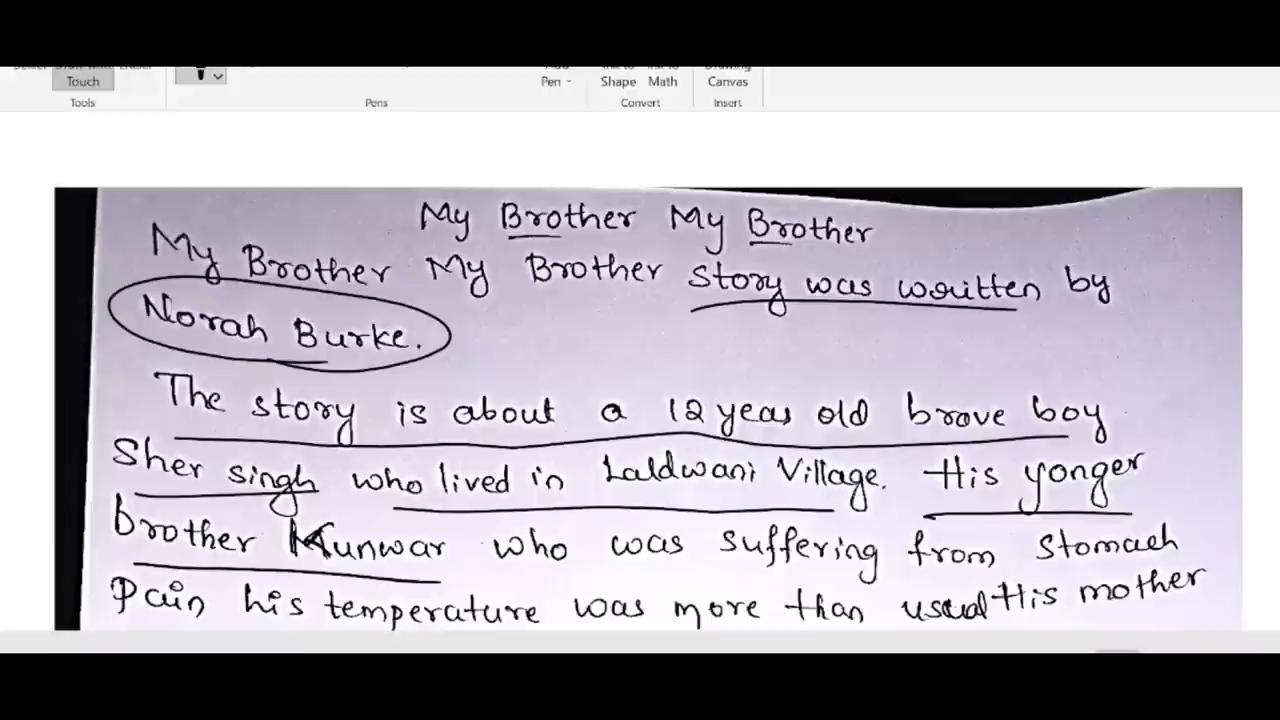 Touch
Pen
Shape Math
Canvas
Tools
Pens
Convert
Insert
My Brother My Brother
My Brother My Brother story was written by
Norah Burke.
The story is about a 12 yeas old brave boy
Sher singh who lived in Laldwani Village. His yonger
brother Kunwar who was suffering from stomach
Pain his temperature was more than usual His mother